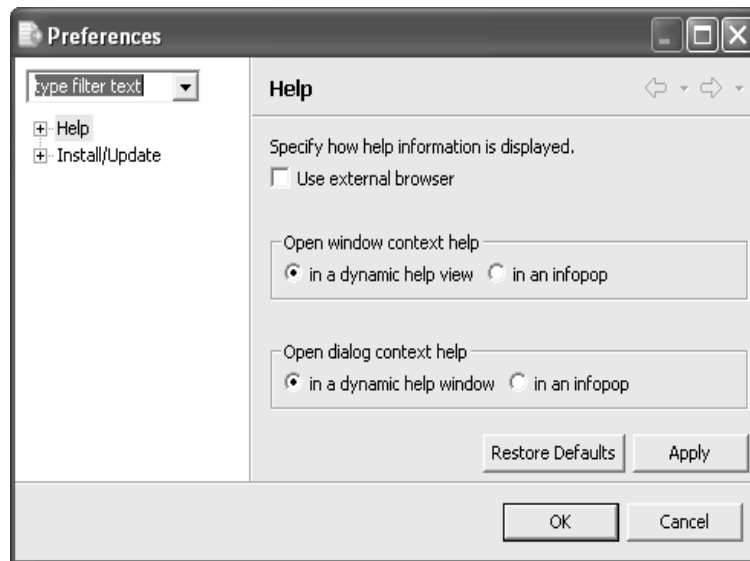 Preferences
type filter text
Help
Install/Update
Help
Specify how help information is displayed.
Use external browser
Open window context help
in a dynamic help view in an infopop
Open dialog context help
in a dynamic help window in an infopop
Restore Defaults Apply
OK Cancel